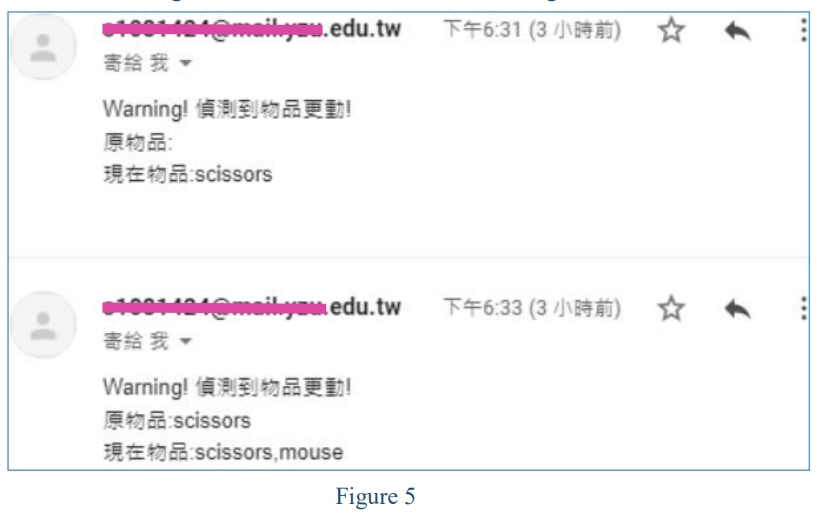 .edu.tw 下午6:31 (3 小時前)
寄給 我
Warning! 偵測到物品更動!
原物品:
現在物品:scissors
.edu.tw 下午6:33 (3 小時前)
寄給 我
Warning! 偵測到物品更動!
原物品:scissors
現在物品:scissors,mouse
Figure 5